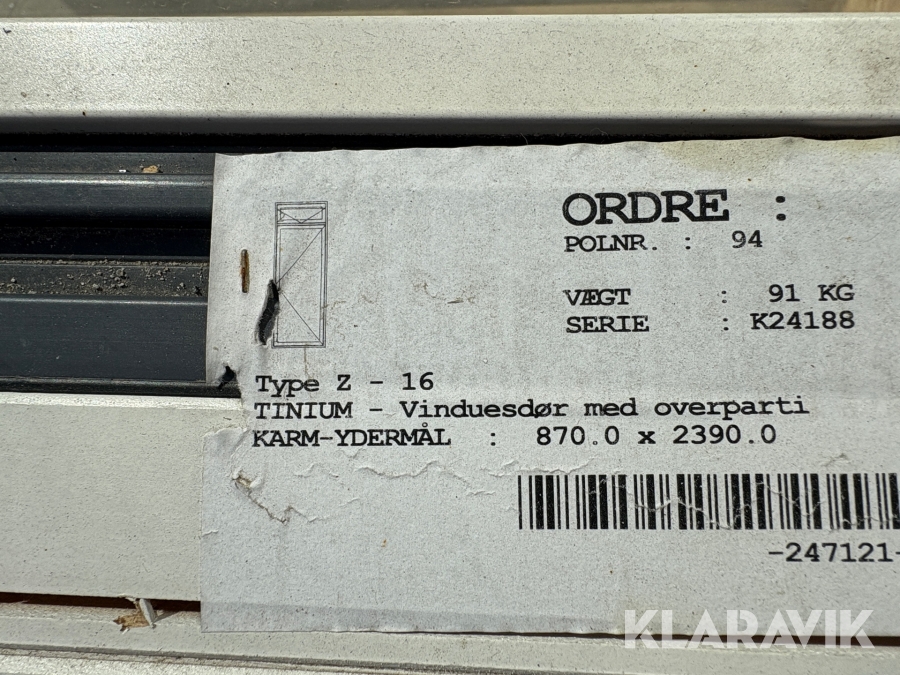 ORDRE :
POLNR. : 94
VÆGT : 91 KG
SERIE : K24188
Type Z - 16
TINIUM - Vinduesdør med overparti
KARM-YDERMÅL : 870.0 x 2390.0
-247121-
KLARAVIK